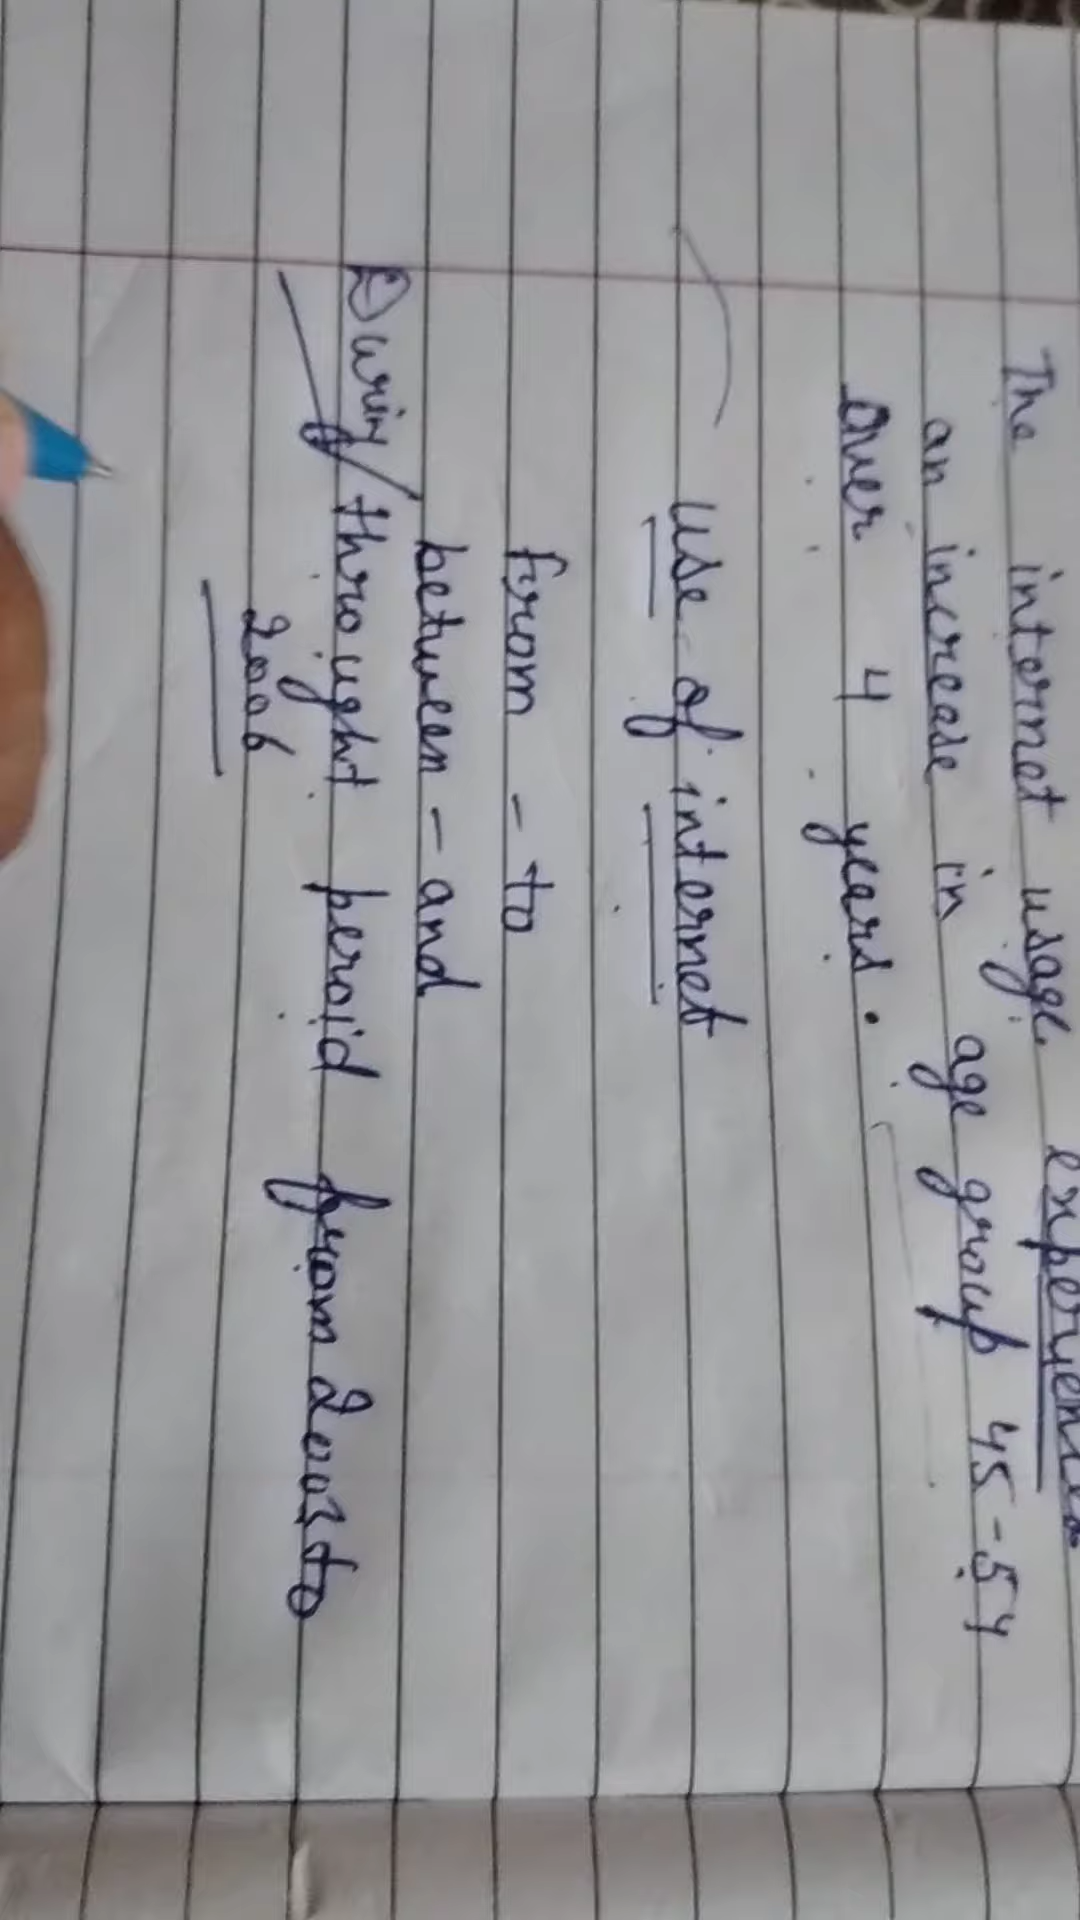 The internet usage experiences
an increase in age group 45-54
over 4 years.
use of internet
from - to
between - and
During/throught peroid from 2003 to
2006